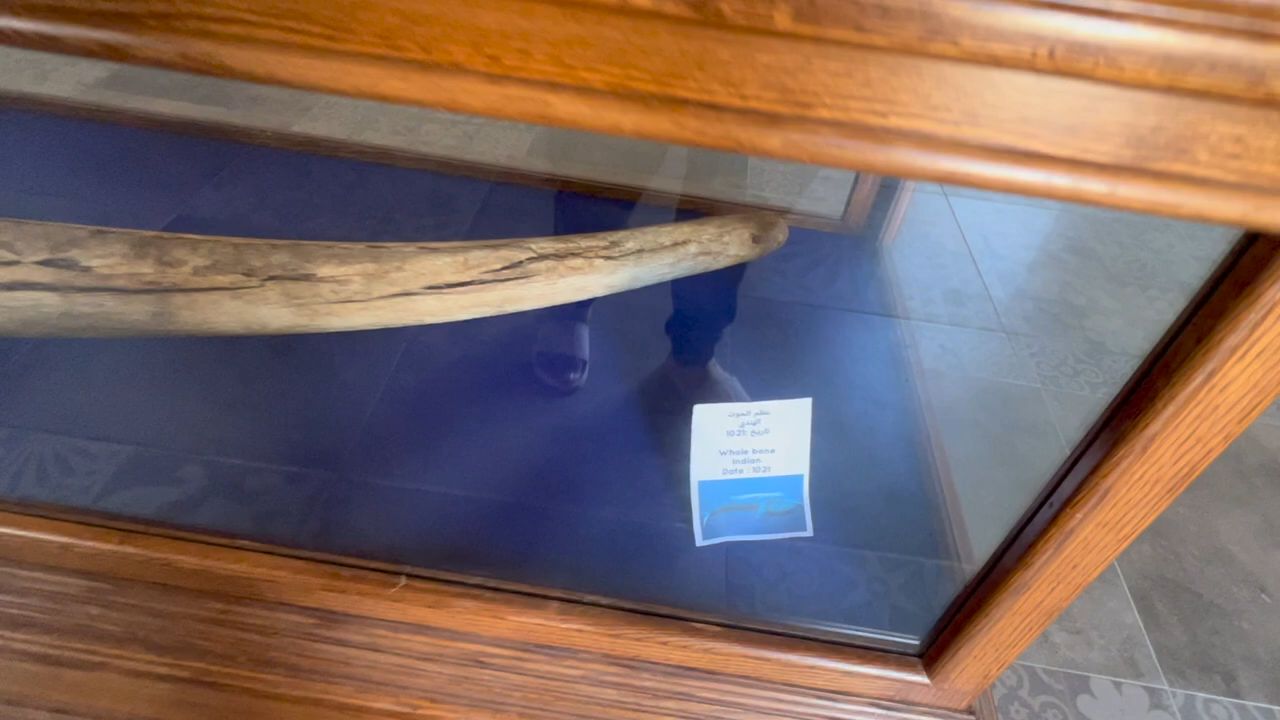 عظم الحوت
الهندي
تاريخ :1021
Whale bone
Indian
Date : 1021